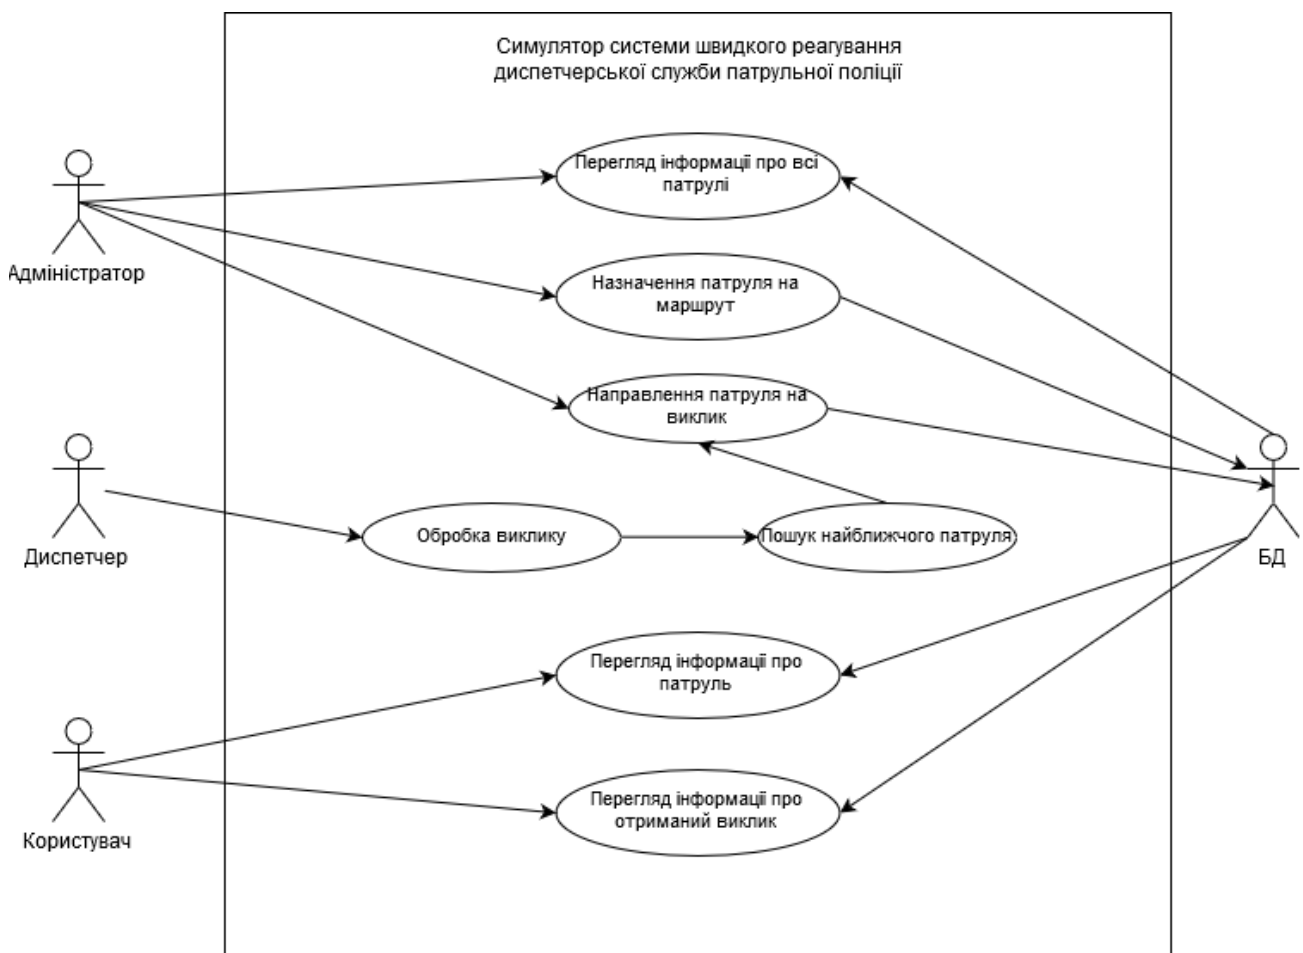 Симулятор системи швидкого реагування
диспетчерської служби патрульної поліції
Перегляд інформації про всі
патрулі
Адміністратор
Назначення патруля на
маршрут
Направлення патруля на
виклик
Диспетчер
Обробка виклику
Пошук найближчого патруля
БД
Перегляд інформації про
патруль
Користувач
Перегляд інформації про
отриманий виклик